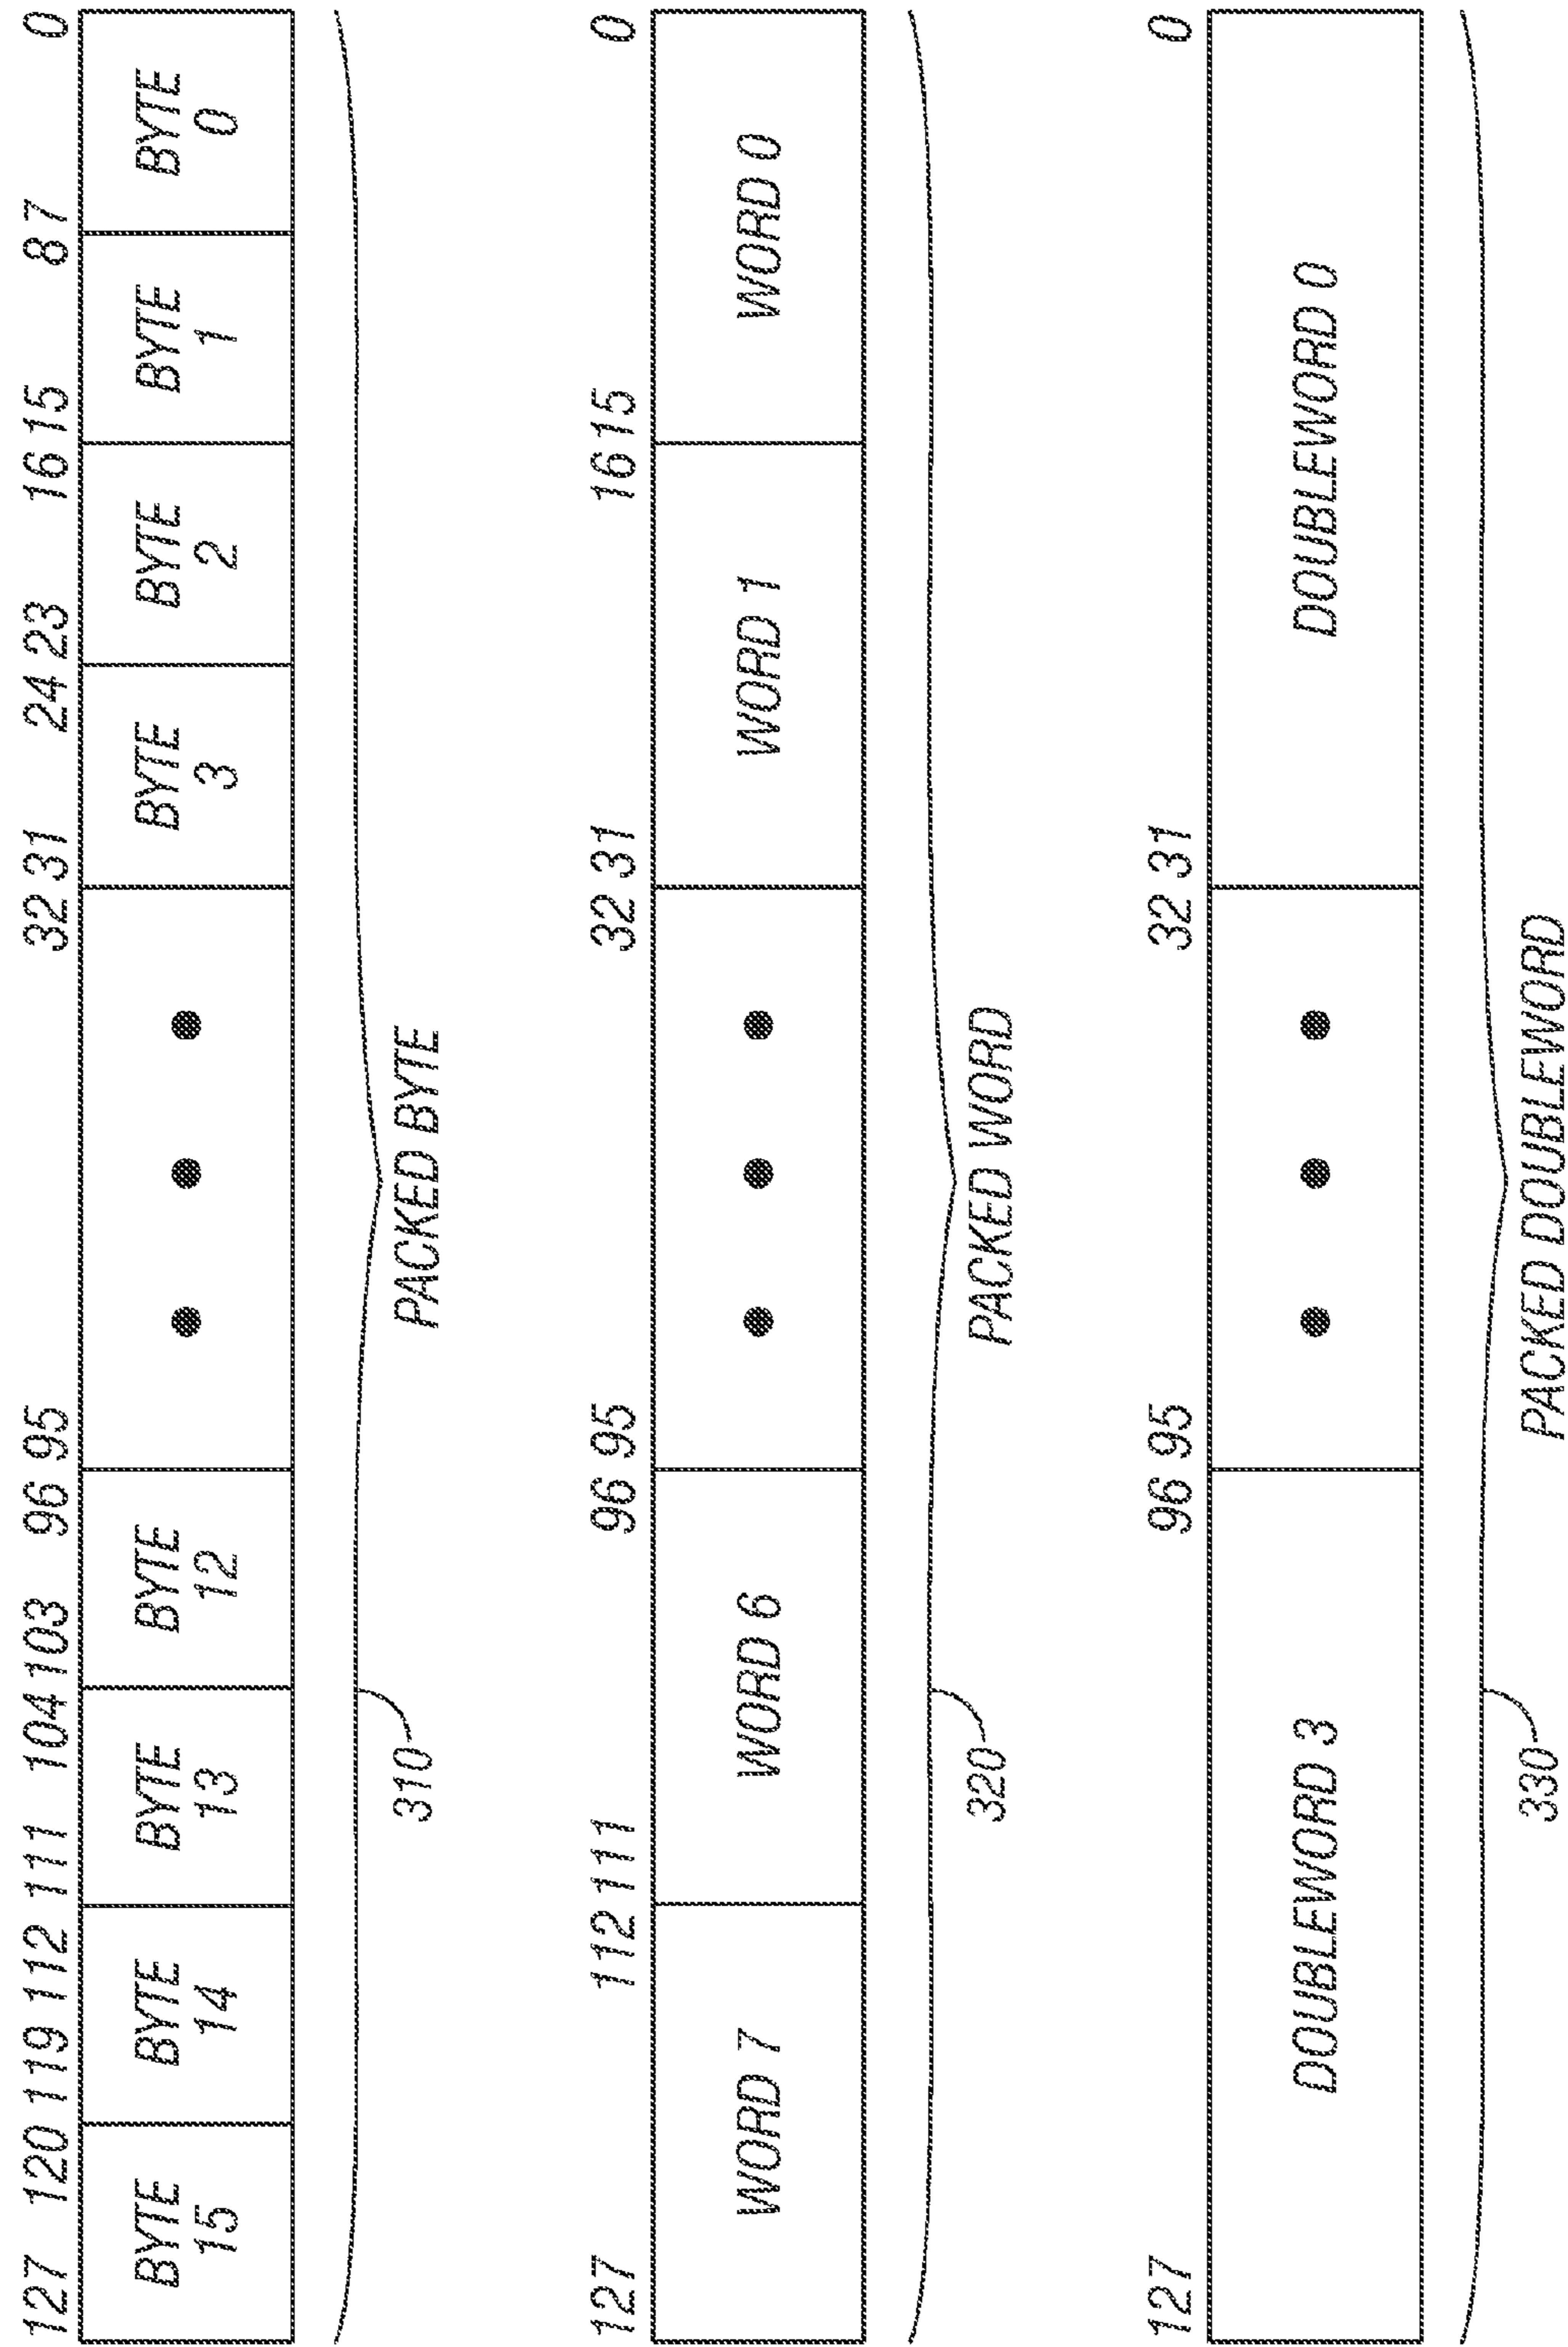 127 120 119 112 111 104 103 96 95 32 31 24 23 16 15 8 7 0
BYTE 15 BYTE 14 BYTE 13 BYTE 12 BYTE 3 BYTE 2 BYTE 1 BYTE 0
PACKED BYTE
310
127 112 111 96 95 32 31 16 15 0
WORD 7 WORD 6 WORD 1 WORD 0
PACKED WORD
320
127 96 95 32 31 0
DOUBLEWORD 3 DOUBLEWORD 0
PACKED DOUBLEWORD
330